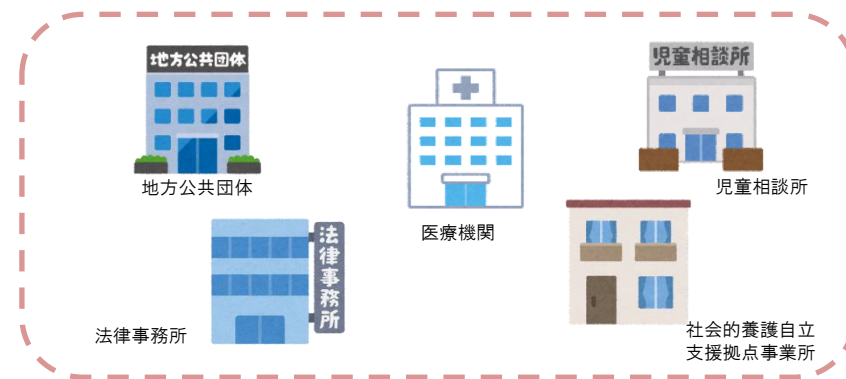 地方公共団体
地方公共団体
児童相談所
児童相談所
医療機関
法律事務所
法律事務所
社会的養護自立
支援拠点事業所